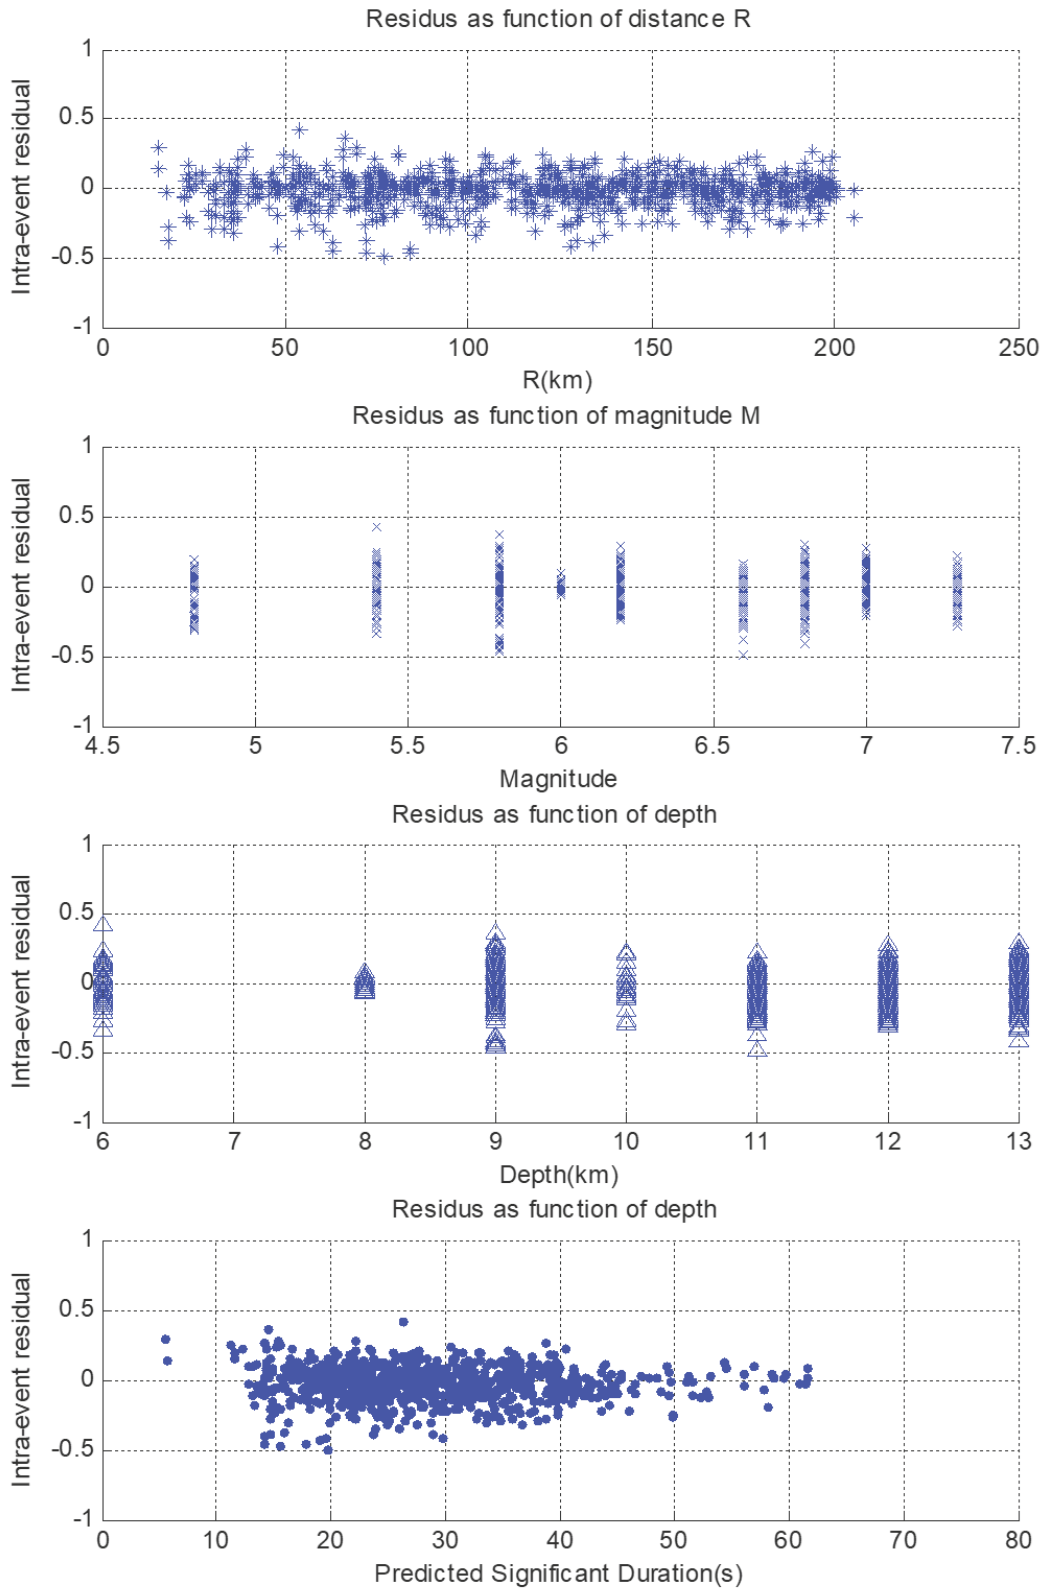 Residus as function of distance R
1
0.5
0
-0.5
-1
Intra-event residual
0 50 100 150 200 250
R(km)
Residus as function of magnitude M
1
0.5
0
-0.5
-1
Intra-event residual
4.5 5 5.5 6 6.5 7 7.5
Magnitude
Residus as function of depth
1
0.5
0
-0.5
-1
Intra-event residual
6 7 8 9 10 11 12 13
Depth(km)
Residus as function of depth
1
0.5
0
-0.5
-1
Intra-event residual
0 10 20 30 40 50 60 70 80
Predicted Significant Duration(s)